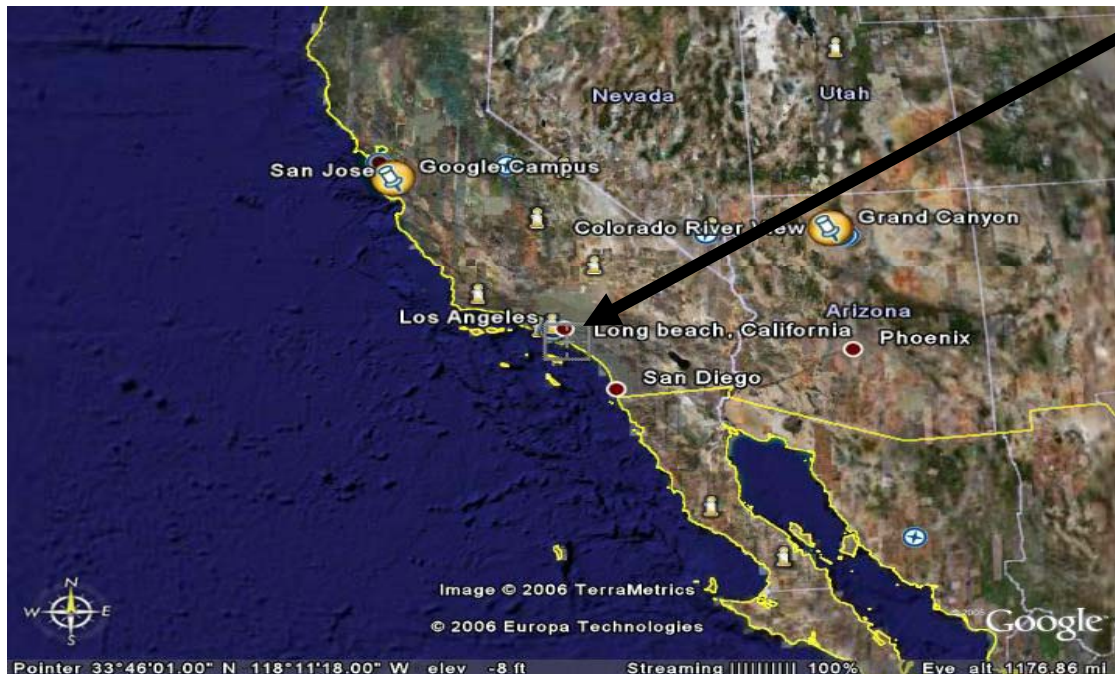 Nevada
Utah
San Jose
Google Campus
Colorado River View
Grand Canyon
Arizona
Los Angeles
Long beach, California
Phoenix
San Diego
N
W
E
S
Image © 2006 TerraMetrics
© 2006 Europa Technologies
© 2005
Google
Pointer 33°46'01.00" N 118°11'18.00" W elev -8 ft
Streaming |||||||||| 100%
Eye alt 1176.86 mi